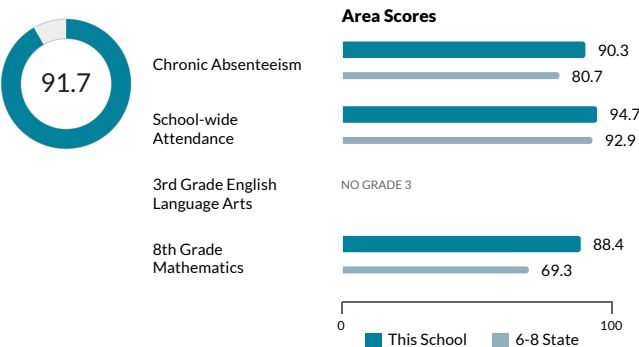 Area Scores
91.7
Chronic Absenteeism
90.3
80.7
School-wide
Attendance
94.7
92.9
3rd Grade English
Language Arts
NO GRADE 3
8th Grade
Mathematics
88.4
69.3
0
100
This School
6-8 State